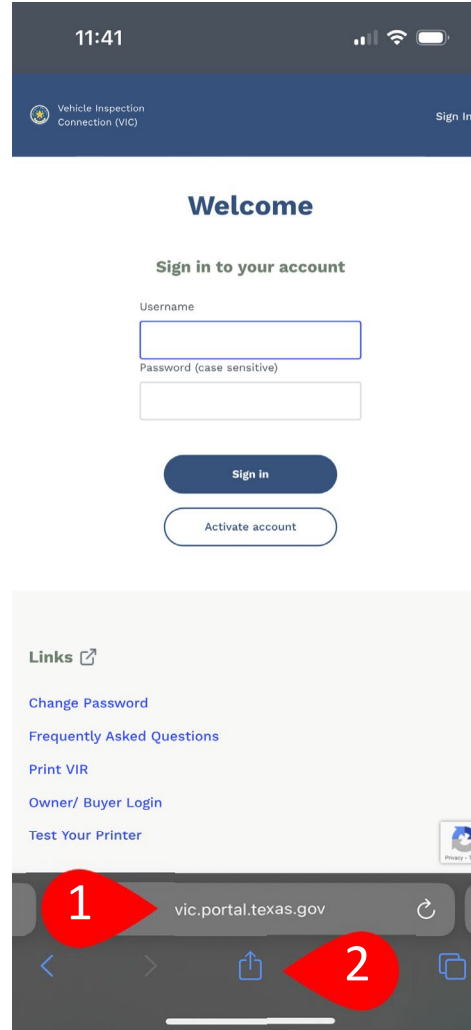 11:41
Vehicle Inspection
Connection (VIC)
Sign In
Welcome
Sign in to your account
Username
Password (case sensitive)
Sign in
Activate account
Links
Change Password
Frequently Asked Questions
Print VIR
Owner/ Buyer Login
Test Your Printer
Privacy - T
1
vic.portal.texas.gov
2